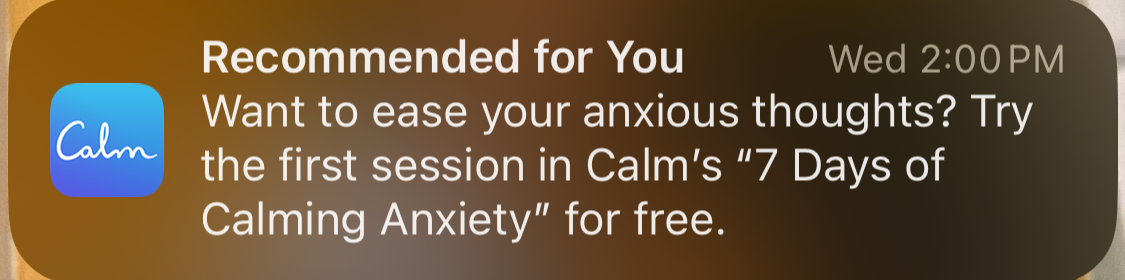 Recommended for You
Wed 2:00 PM
Calm
Want to ease your anxious thoughts? Try
the first session in Calm’s “7 Days of
Calming Anxiety” for free.